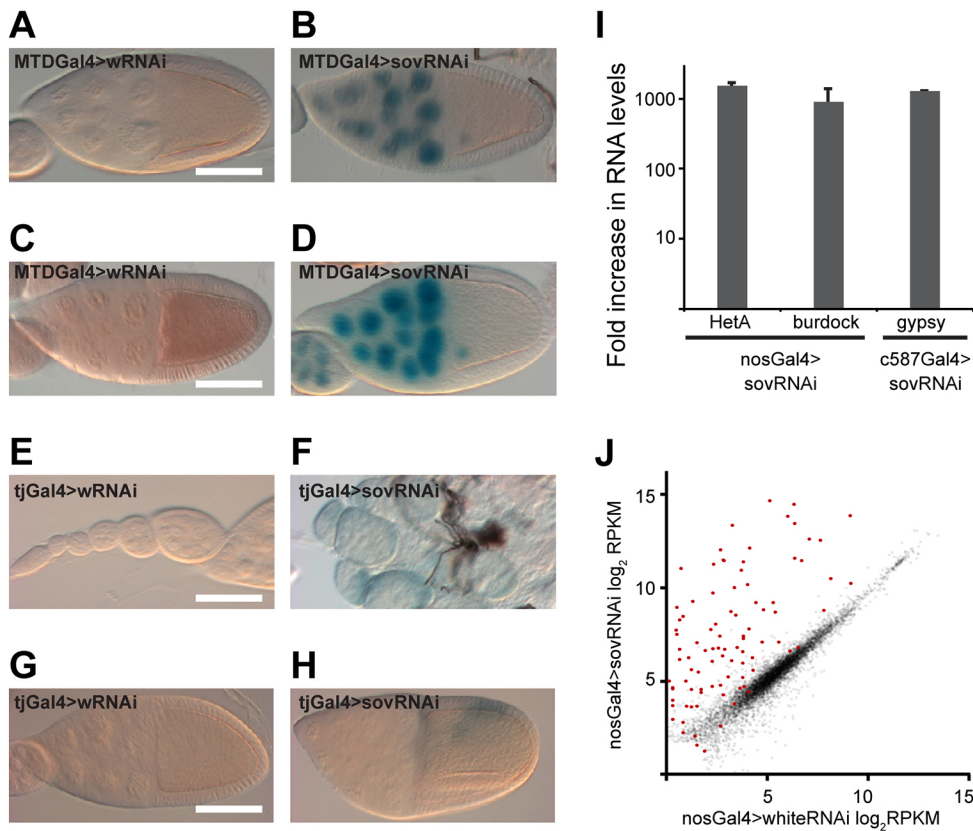 A
MTDGal4>wRNAi
B
MTDGal4>sovRNAi
C
MTDGal4>wRNAi
D
MTDGal4>sovRNAi
E
tjGal4>wRNAi
F
tjGal4>sovRNAi
G
tjGal4>wRNAi
H
tjGal4>sovRNAi
I
Fold increase in RNA levels
1000
100
10
HetA
burdock
gypsy
nosGal4>
sovRNAi
c587Gal4>
sovRNAi
J
nosGal4>sovRNAi log2 RPKM
15
10
5
5
10
15
nosGal4>whiteRNAi log2RPKM